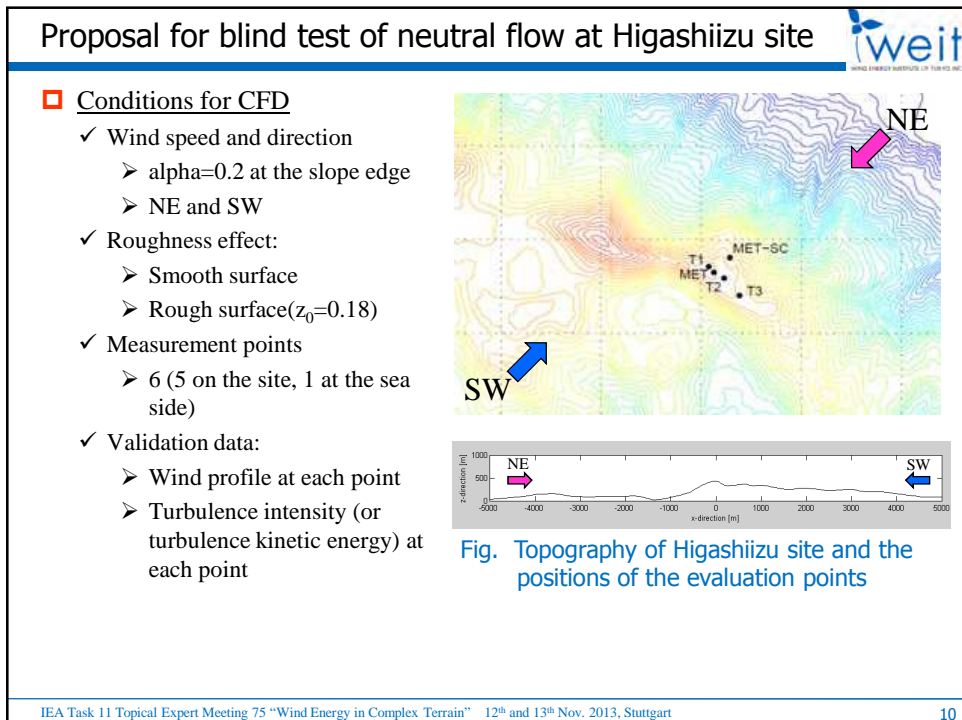 Proposal for blind test of neutral flow at Higashiizu site
weit
WIND ENERGY INSTITUTE OF TOKYO INC
Conditions for CFD
✓ Wind speed and direction
➢ alpha=0.2 at the slope edge
➢ NE and SW
✓ Roughness effect:
➢ Smooth surface
➢ Rough surface(z₀=0.18)
✓ Measurement points
➢ 6 (5 on the site, 1 at the sea
side)
✓ Validation data:
➢ Wind profile at each point
➢ Turbulence intensity (or
turbulence kinetic energy) at
each point
NE
MET-SC
T1
MET
T2
T3
SW
z-direction [m]
1000
500
0
NE
SW
-5000 -4000 -3000 -2000 -1000 0 1000 2000 3000 4000 5000
x-direction [m]
Fig. Topography of Higashiizu site and the
positions of the evaluation points
IEA Task 11 Topical Expert Meeting 75 “Wind Energy in Complex Terrain” 12th and 13th Nov. 2013, Stuttgart
10